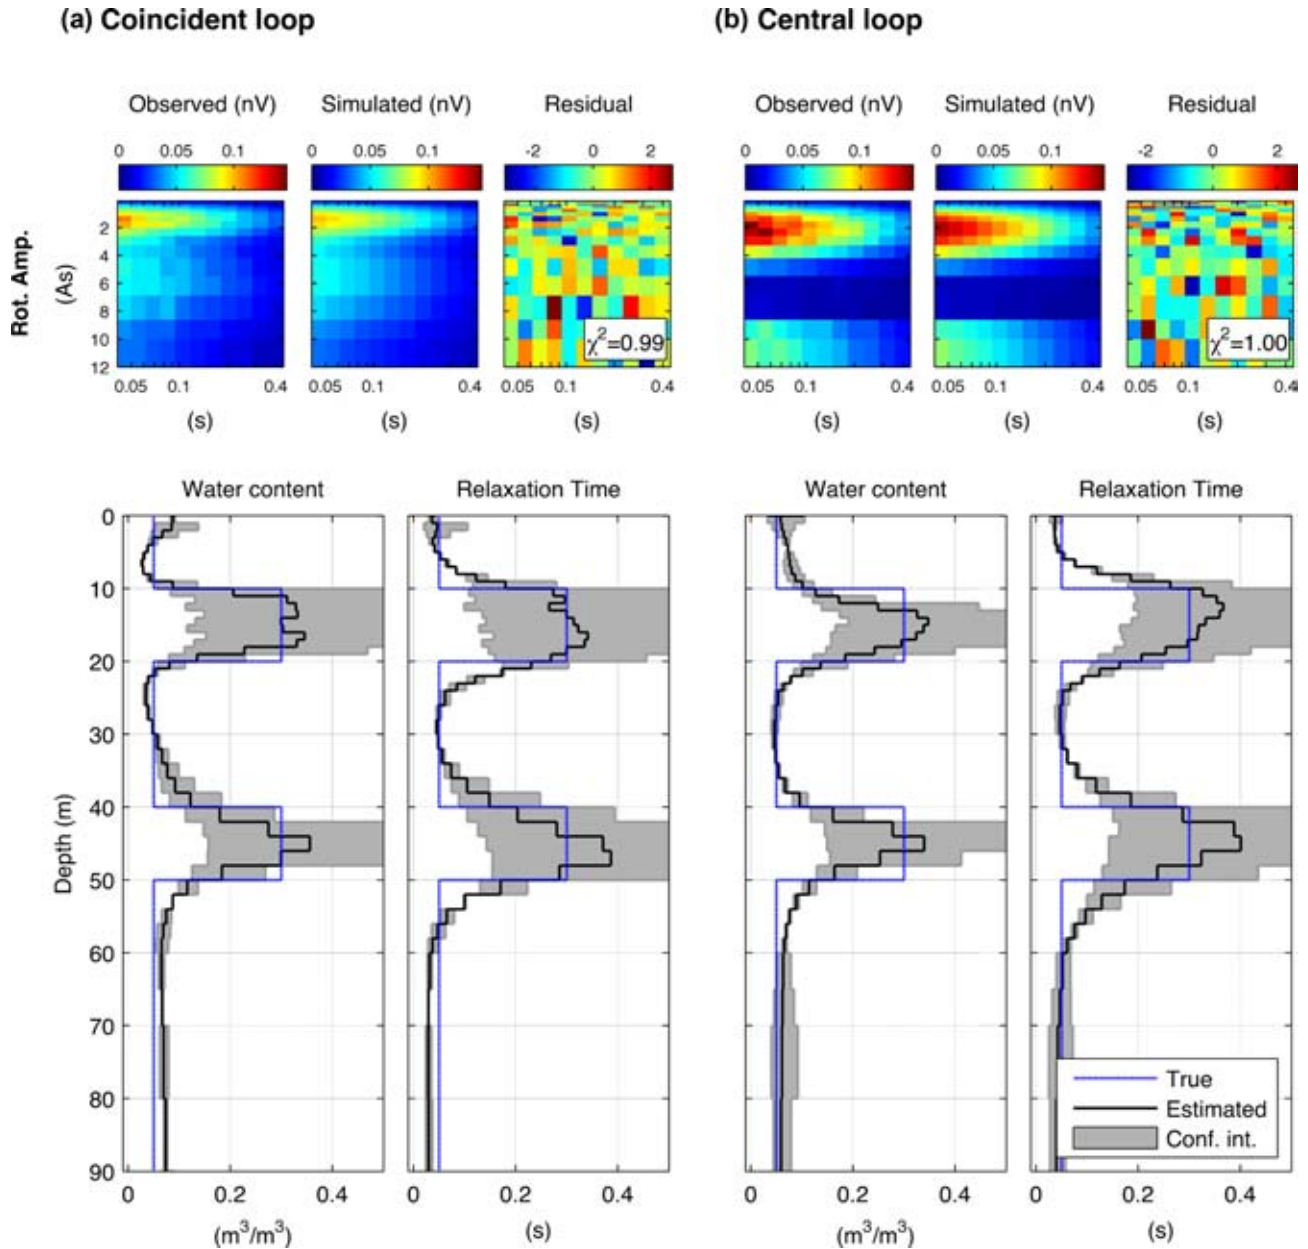 (a) Coincident loop
(b) Central loop
Observed (nV) Simulated (nV) Residual
Observed (nV) Simulated (nV) Residual
0 0.05 0.1 0 0.05 0.1 -2 0 2
0 0.05 0.1 0 0.05 0.1 -2 0 2
Rot. Amp.
(As)
2
4
6
8
10
12
χ²=0.99
χ²=1.00
0.05 0.1 0.4 0.05 0.1 0.4 0.05 0.1 0.4
0.05 0.1 0.4 0.05 0.1 0.4 0.05 0.1 0.4
(s) (s) (s)
(s) (s) (s)
Water content Relaxation Time
Water content Relaxation Time
Depth (m)
0
10
20
30
40
50
60
70
80
90
True
Estimated
Conf. int.
0 0.2 0.4 0 0.2 0.4
0 0.2 0.4 0 0.2 0.4
(m³/m³) (s)
(m³/m³) (s)